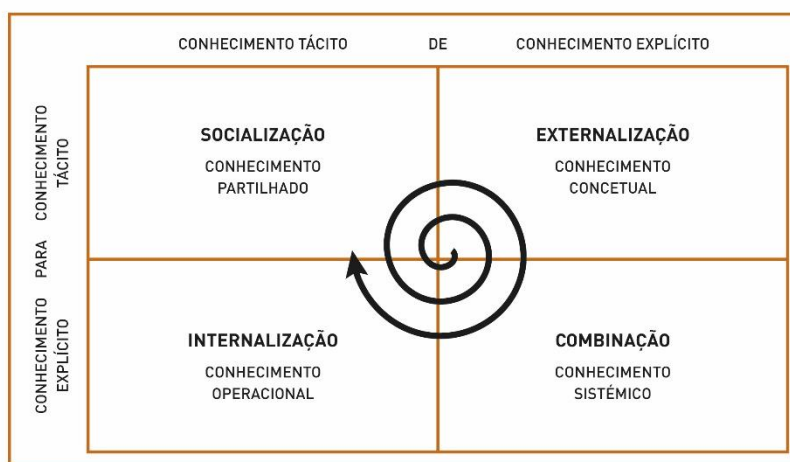 CONHECIMENTO TÁCITO DE CONHECIMENTO EXPLÍCITO
CONHECIMENTO
TÁCITO
PARA
CONHECIMENTO
EXPLÍCITO
SOCIALIZAÇÃO
CONHECIMENTO
PARTILHADO
EXTERNALIZAÇÃO
CONHECIMENTO
CONCETUAL
INTERNALIZAÇÃO
CONHECIMENTO
OPERACIONAL
COMBINAÇÃO
CONHECIMENTO
SISTÉMICO